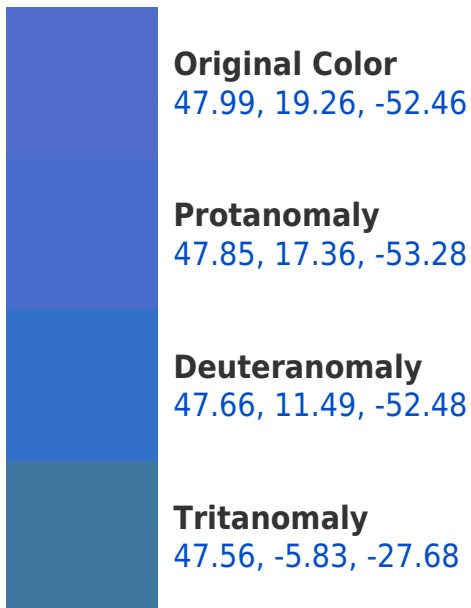 Original Color
47.99, 19.26, -52.46
Protanomaly
47.85, 17.36, -53.28
Deuteranomaly
47.66, 11.49, -52.48
Tritanomaly
47.56, -5.83, -27.68